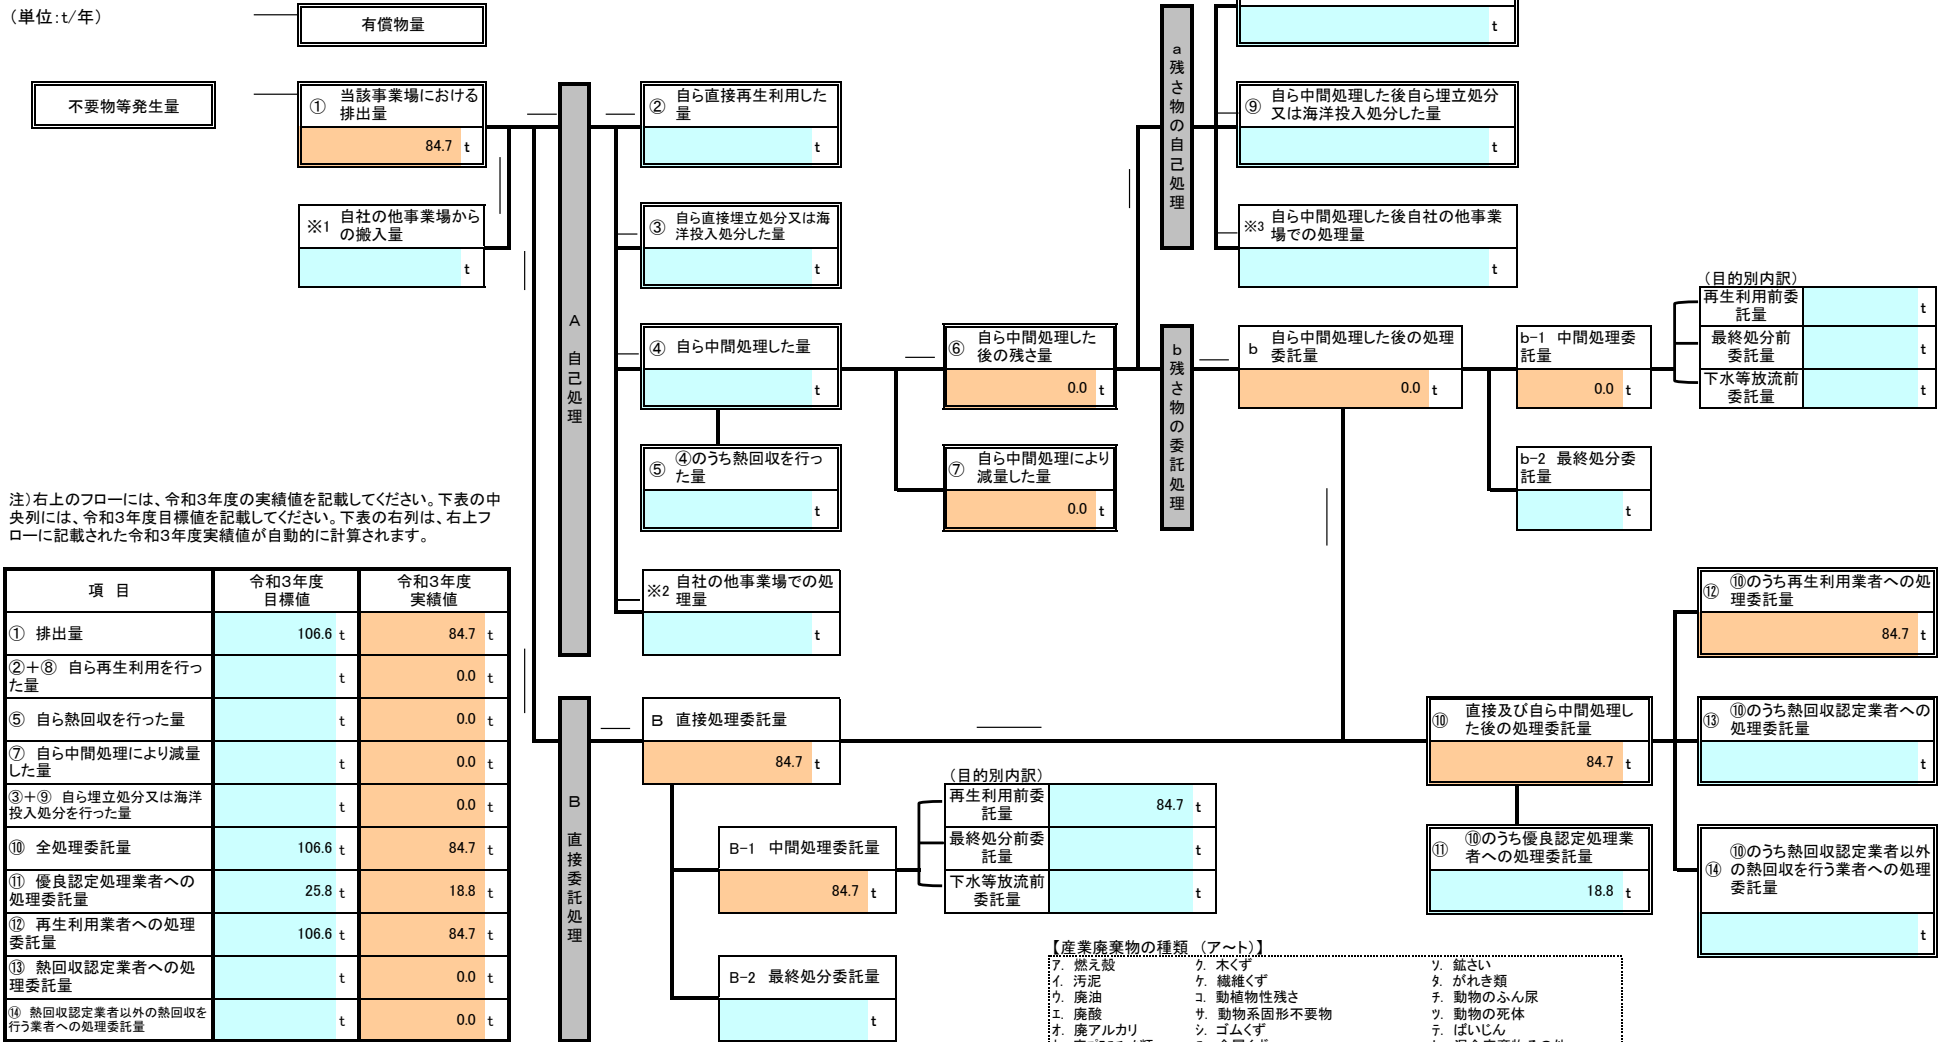 （単位：t/年）
有償物量
t
不要物等発生量
① 当該事業場における
排出量
84.7 t
※1 自社の他事業場から
の搬入量
t
A 自己処理
② 自ら直接再生利用した
量
t
③ 自ら直接埋立処分又は海
洋投入処分した量
t
④ 自ら中間処理した量
t
⑤ ④のうち熱回収を行っ
た量
t
※2 自社の他事業場での処
理量
t
⑥ 自ら中間処理した
後の残さ量
0.0 t
⑦ 自ら中間処理により
減量した量
0.0 t
a 残さ物の自己処理
⑨ 自ら中間処理した後自ら埋立処分
又は海洋投入処分した量
t
※3 自ら中間処理した後自社の他事業
場での処理量
t
b 残さ物の委託処理
b 自ら中間処理した後の処理
委託量
0.0 t
b-1 中間処理委
託量
0.0 t
b-2 最終処分委
託量
t
（目的別内訳）
再生利用前委
託量 t
最終処分前
委託量 t
下水等放流前
委託量 t
注）右上のフローには、令和3年度の実績値を記載してください。下表の中
央列には、令和3年度目標値を記載してください。下表の右列は、右上フ
ローに記載された令和3年度実績値が自動的に計算されます。
項 目 令和3年度 目標値 令和3年度 実績値
① 排出量 106.6 t 84.7 t
②＋⑧ 自ら再生利用を行っ
た量 t 0.0 t
⑤ 自ら熱回収を行った量 t 0.0 t
⑦ 自ら中間処理により減量
した量 t 0.0 t
③＋⑨ 自ら埋立処分又は海洋
投入処分を行った量 t 0.0 t
⑩ 全処理委託量 106.6 t 84.7 t
⑪ 優良認定処理業者への
処理委託量 25.8 t 18.8 t
⑫ 再生利用業者への処理
委託量 106.6 t 84.7 t
⑬ 熱回収認定業者への処
理委託量 t 0.0 t
⑭ 熱回収認定業者以外の熱回収を
行う業者への処理委託量 t 0.0 t
B 直接委託処理
B 直接処理委託量
84.7 t
B-1 中間処理委託量
84.7 t
B-2 最終処分委託量
t
（目的別内訳）
再生利用前委
託量 84.7 t
最終処分前委
託量 t
下水等放流前
委託量 t
⑩ 直接及び自ら中間処理し
た後の処理委託量
84.7 t
⑪ ⑩のうち優良認定処理業
者への処理委託量
18.8 t
⑫ ⑩のうち再生利用業者への処
理委託量
84.7 t
⑬ ⑩のうち熱回収認定業者への
処理委託量
t
⑭ ⑩のうち熱回収認定業者以外
の熱回収を行う業者への処理
委託量
t
【産業廃棄物の種類 （ア～ト）】
ア. 燃え殻 ク. 木くず ソ. 鉱さい
イ. 汚泥 ケ. 繊維くず タ. がれき類
ウ. 廃油 コ. 動植物性残さ チ. 動物のふん尿
エ. 廃酸 サ. 動物系固形不要物 ツ. 動物の死体
オ. 廃アルカリ シ. ゴムくず テ. ばいじん